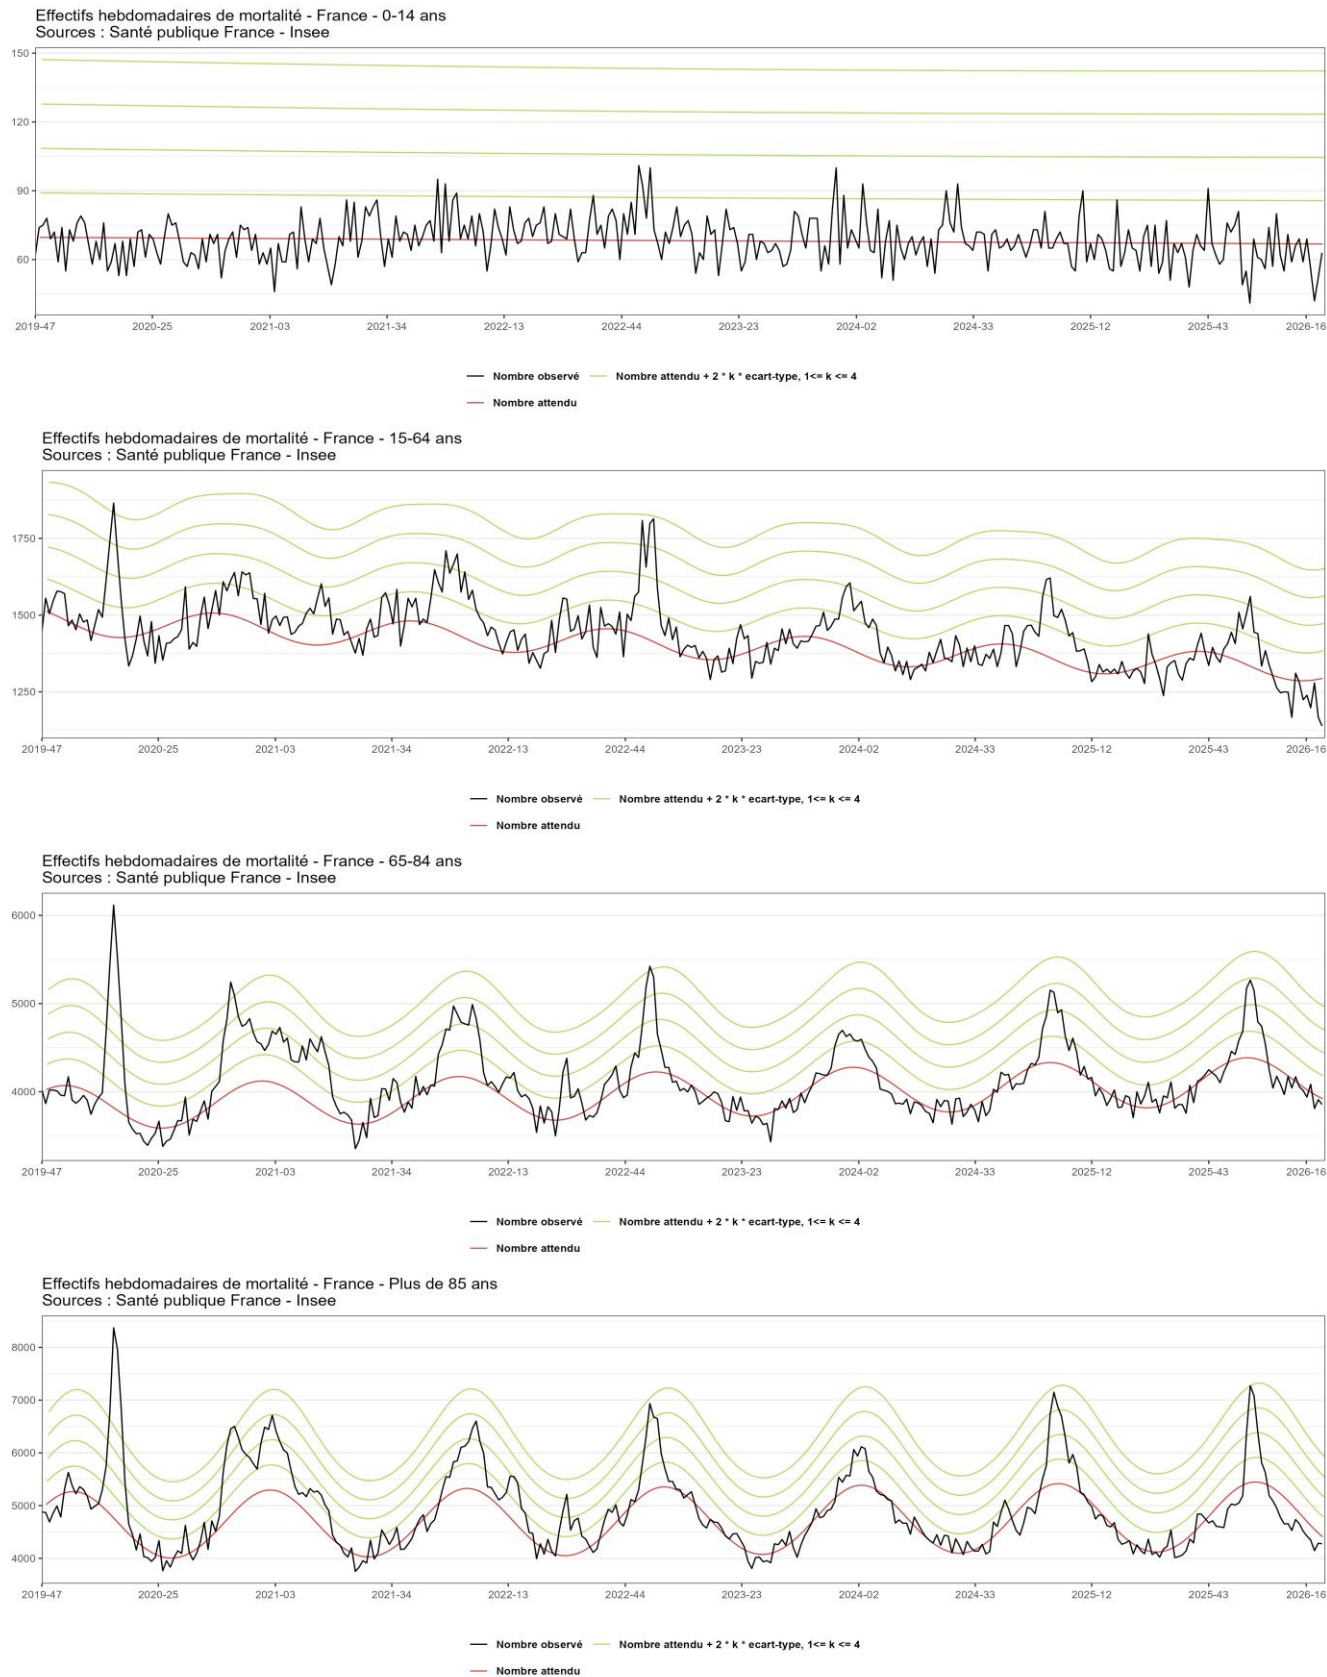 Effectifs hebdomadaires de mortalité - France - 0-14 ans
Sources : Santé publique France - Insee
150
120
90
60
2019-47 2020-25 2021-03 2021-34 2022-13 2022-44 2023-23 2024-02 2024-33 2025-12 2025-43 2026-16
Nombre observé Nombre attendu + 2 * k * ecart-type, 1<= k <= 4
Nombre attendu
Effectifs hebdomadaires de mortalité - France - 15-64 ans
Sources : Santé publique France - Insee
1750
1500
1250
2019-47 2020-25 2021-03 2021-34 2022-13 2022-44 2023-23 2024-02 2024-33 2025-12 2025-43 2026-16
Nombre observé Nombre attendu + 2 * k * ecart-type, 1<= k <= 4
Nombre attendu
Effectifs hebdomadaires de mortalité - France - 65-84 ans
Sources : Santé publique France - Insee
6000
5000
4000
2019-47 2020-25 2021-03 2021-34 2022-13 2022-44 2023-23 2024-02 2024-33 2025-12 2025-43 2026-16
Nombre observé Nombre attendu + 2 * k * ecart-type, 1<= k <= 4
Nombre attendu
Effectifs hebdomadaires de mortalité - France - Plus de 85 ans
Sources : Santé publique France - Insee
8000
7000
6000
5000
4000
2019-47 2020-25 2021-03 2021-34 2022-13 2022-44 2023-23 2024-02 2024-33 2025-12 2025-43 2026-16
Nombre observé Nombre attendu + 2 * k * ecart-type, 1<= k <= 4
Nombre attendu